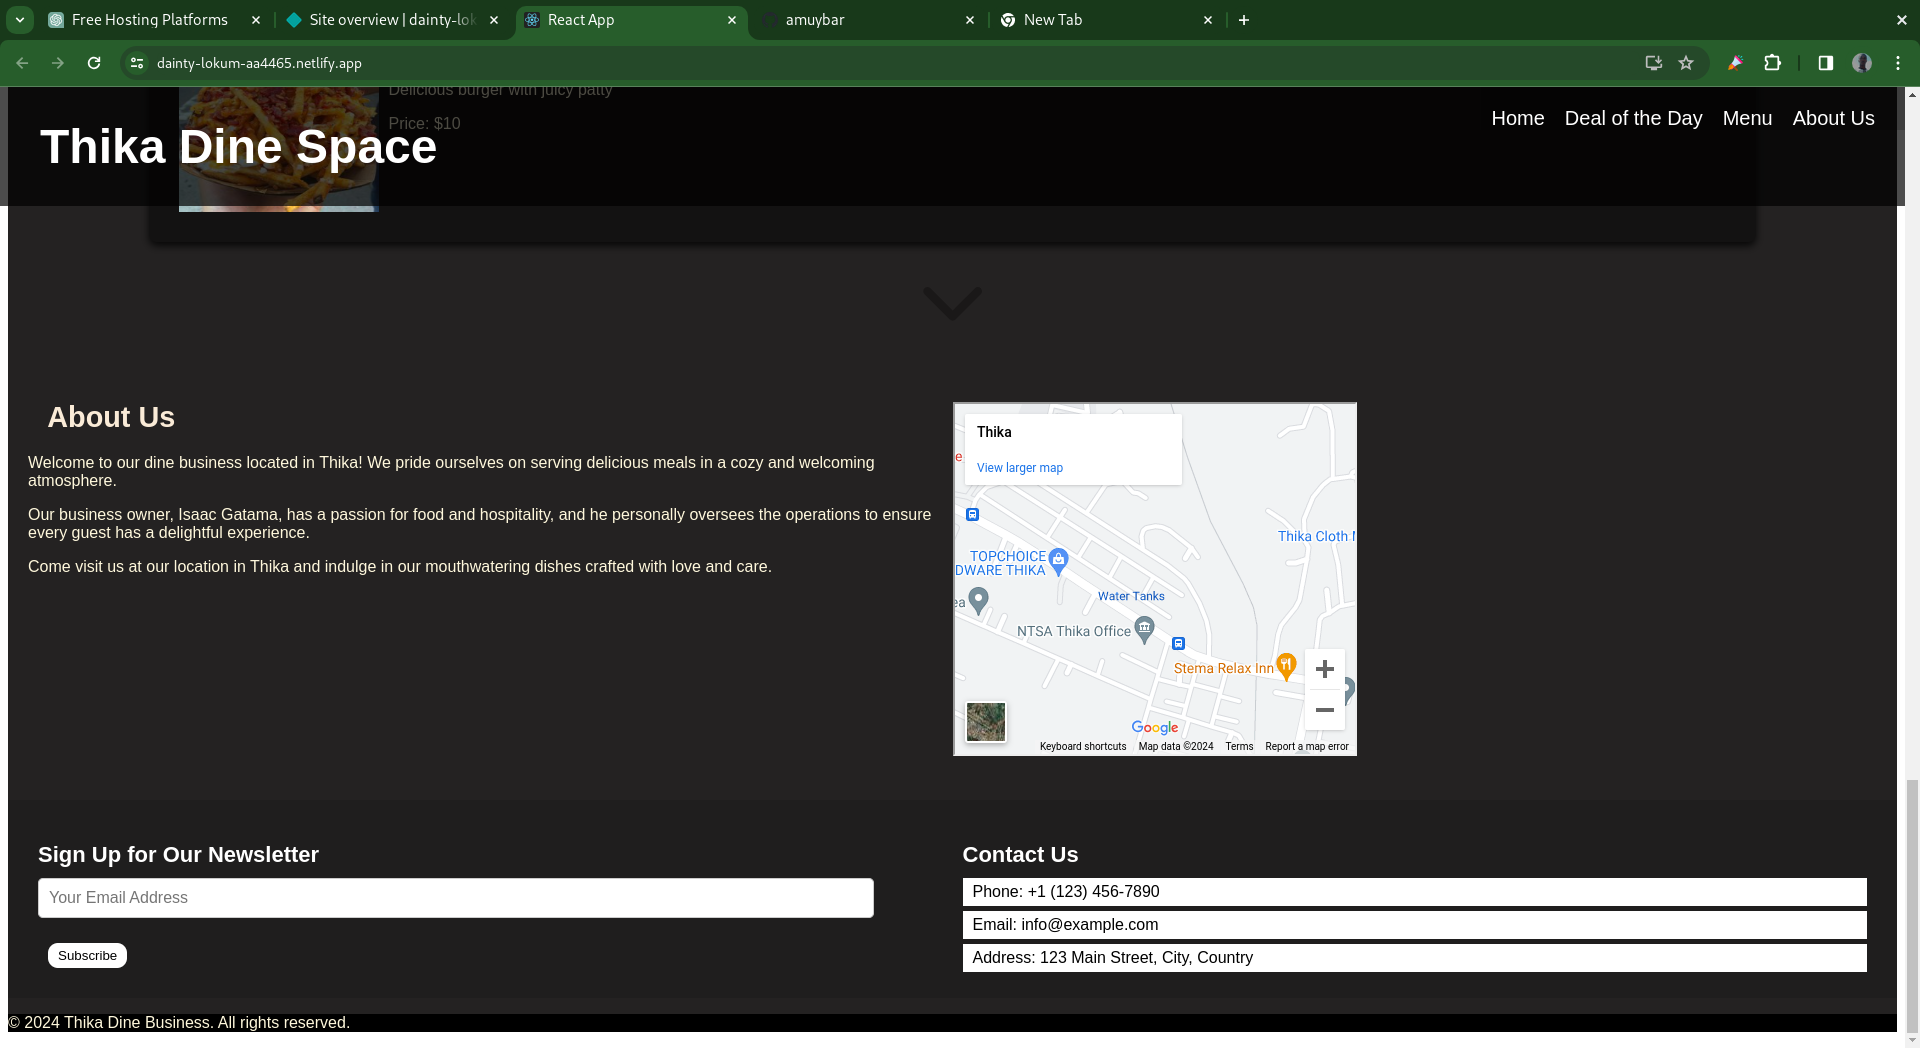 Free Hosting Platforms
Site overview | dainty-lok
React App
amuybar
New Tab
dainty-lokum-aa4465.netlify.app
Delicious burger with juicy patty
Price: $10
Thika Dine Space
Home Deal of the Day Menu About Us
About Us
Welcome to our dine business located in Thika! We pride ourselves on serving delicious meals in a cozy and welcoming
atmosphere.
Our business owner, Isaac Gatama, has a passion for food and hospitality, and he personally oversees the operations to ensure
every guest has a delightful experience.
Come visit us at our location in Thika and indulge in our mouthwatering dishes crafted with love and care.
Thika
View larger map
e
Thika Cloth M
TOPCHOICE
DWARE THIKA
Water Tanks
ea
NTSA Thika Office
Stema Relax Inn
Google
Keyboard shortcuts Map data ©2024 Terms Report a map error
Sign Up for Our Newsletter
Your Email Address
Subscribe
Contact Us
Phone: +1 (123) 456-7890
Email: info@example.com
Address: 123 Main Street, City, Country
© 2024 Thika Dine Business. All rights reserved.